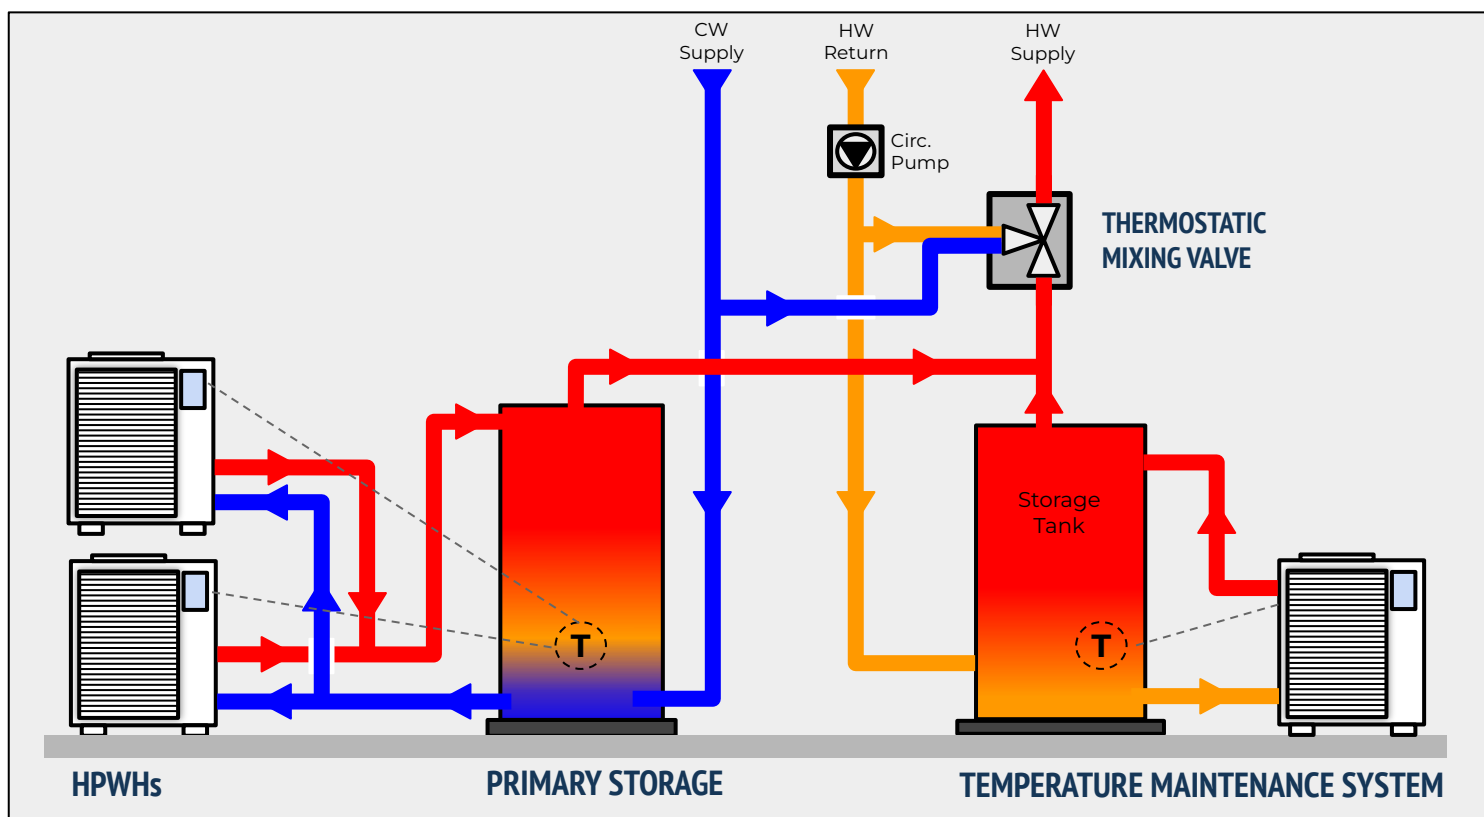 CW
Supply
HW
Return
HW
Supply
Circ.
Pump
THERMOSTATIC
MIXING VALVE
Storage
Tank
T
T
HPWHs
PRIMARY STORAGE
TEMPERATURE MAINTENANCE SYSTEM